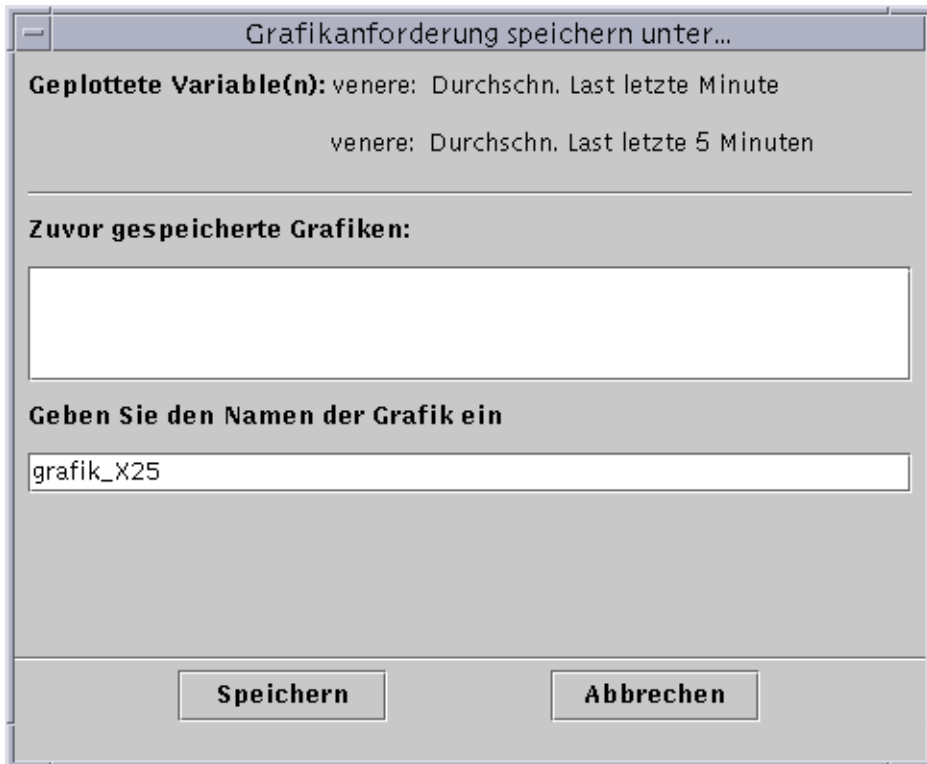 Grafikanforderung speichern unter...
Geplottete Variable(n): venere: Durchschn. Last letzte Minute
venere: Durchschn. Last letzte 5 Minuten
Zuvor gespeicherte Grafiken:
Geben Sie den Namen der Grafik ein
grafik_X25
Speichern Abbrechen